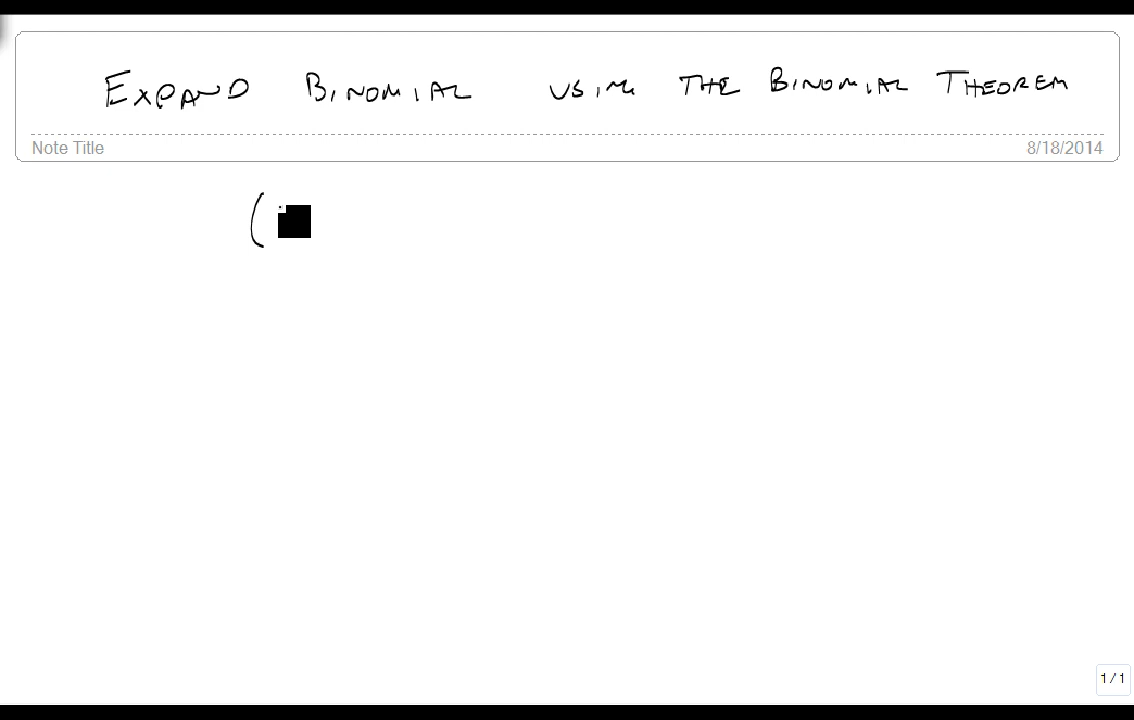 EXPAND BINOMIAL USING THE BINOMIAL THEOREM
Note Title 8/18/2014
(
1/1